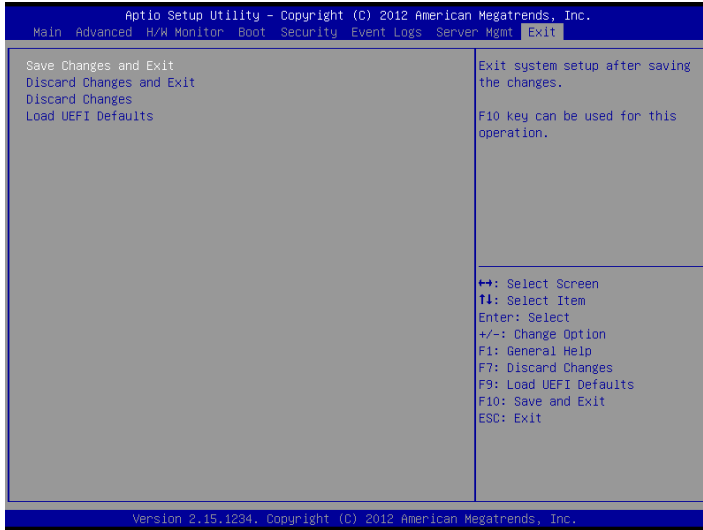 Aptio Setup Utility – Copyright (C) 2012 American Megatrends, Inc.
Main Advanced H/W Monitor Boot Security Event Logs Server Mgmt Exit
Save Changes and Exit
Discard Changes and Exit
Discard Changes
Load UEFI Defaults
Exit system setup after saving
the changes.
F10 key can be used for this
operation.
↔: Select Screen
↑↓: Select Item
Enter: Select
+/-: Change Option
F1: General Help
F7: Discard Changes
F9: Load UEFI Defaults
F10: Save and Exit
ESC: Exit
Version 2.15.1234. Copyright (C) 2012 American Megatrends, Inc.